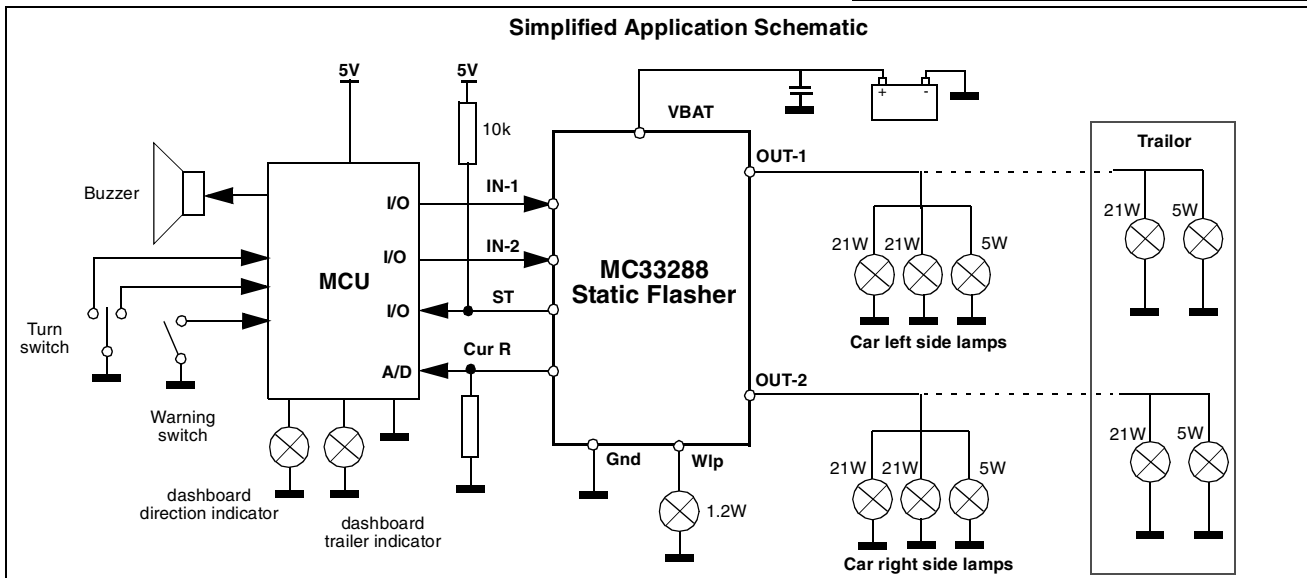 Simplified Application Schematic
5V
5V
10k
VBAT
+
-
OUT-1
Trailor
Buzzer
I/O
IN-1
21W
5W
I/O
IN-2
21W
21W
5W
MCU
MC33288
Static Flasher
I/O
ST
Turn
switch
Car left side lamps
A/D
Cur R
OUT-2
Warning
switch
21W
5W
Gnd
Wlp
21W
21W
5W
dashboard
direction indicator
1.2W
dashboard
trailer indicator
Car right side lamps